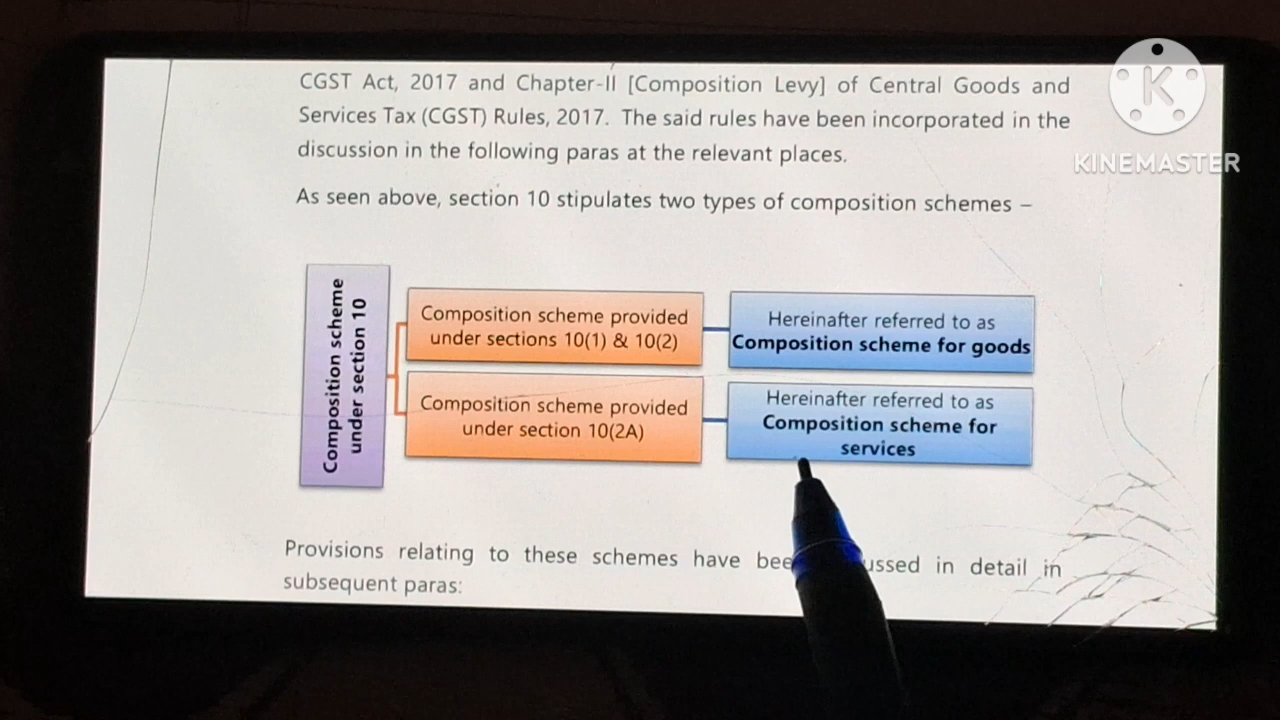 CGST Act, 2017 and Chapter-II [Composition Levy] of Central Goods and
Services Tax (CGST) Rules, 2017. The said rules have been incorporated in the
discussion in the following paras at the relevant places.
As seen above, section 10 stipulates two types of composition schemes –
Composition scheme
under section 10
Composition scheme provided
under sections 10(1) & 10(2)
Hereinafter referred to as
Composition scheme for goods
Composition scheme provided
under section 10(2A)
Hereinafter referred to as
Composition scheme for
services
Provisions relating to these schemes have bee ussed in detail in
subsequent paras:
K
KINEMASTER